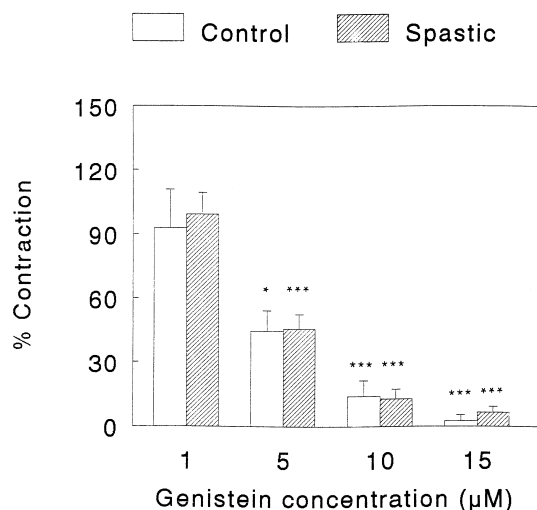 Control Spastic
150
120
90
60
30
0
% Contraction
* ***
*** ***
*** ***
1 5 10 15
Genistein concentration (µM)